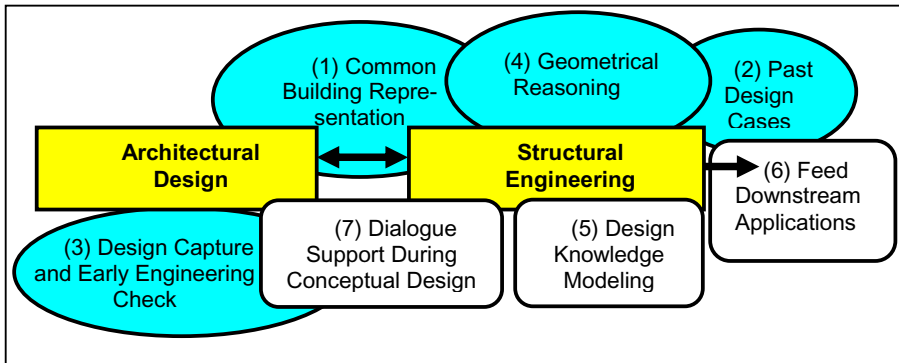 (1) Common
Building Repre-
sentation
(4) Geometrical
Reasoning
(2) Past
Design
Cases
Architectural
Design
Structural
Engineering
(6) Feed
Downstream
Applications
(3) Design Capture
and Early Engineering
Check
(7) Dialogue
Support During
Conceptual Design
(5) Design
Knowledge
Modeling